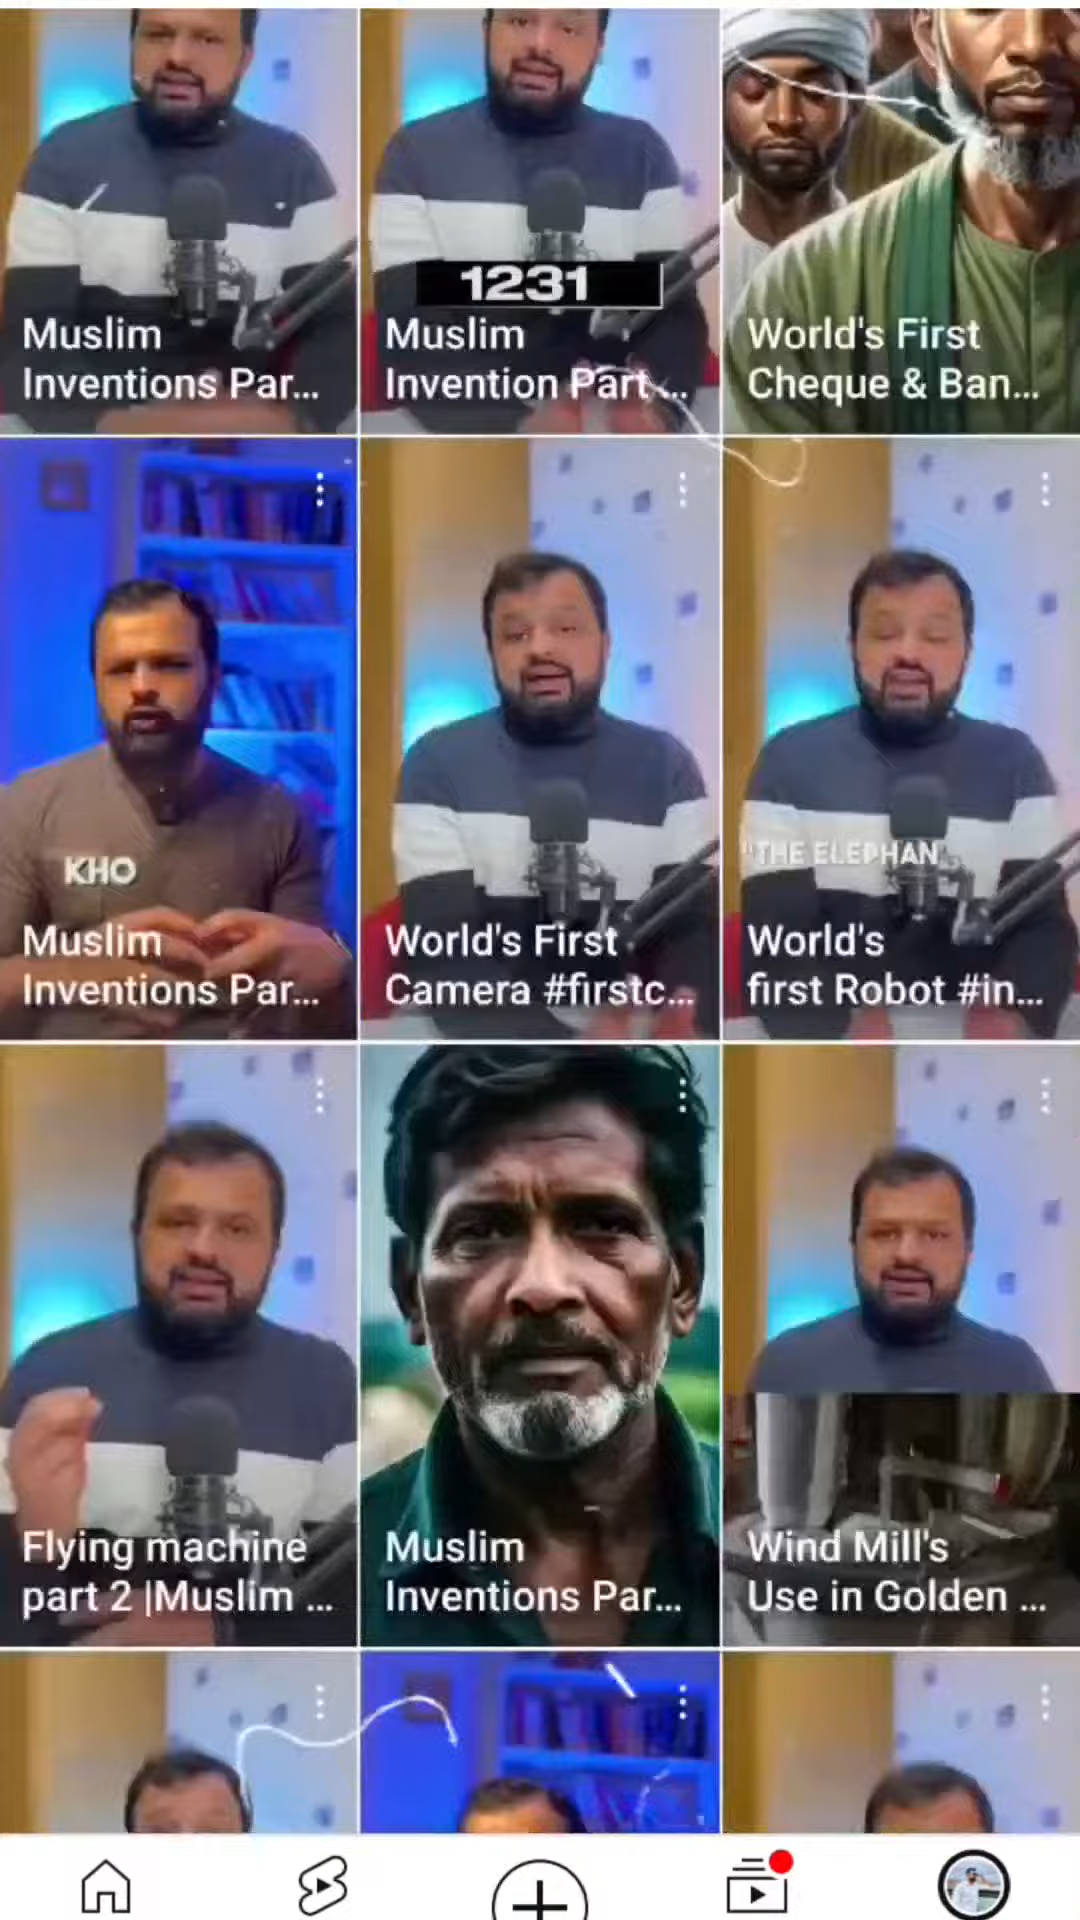 1231
Muslim
Inventions Par...
Muslim
Invention Part ...
World's First
Cheque & Ban...
KHO
"THE ELEPHAN
Muslim
Inventions Par...
World's First
Camera #firstc...
World's
first Robot #in...
Flying machine
part 2 |Muslim ...
Muslim
Inventions Par...
Wind Mill's
Use in Golden ...